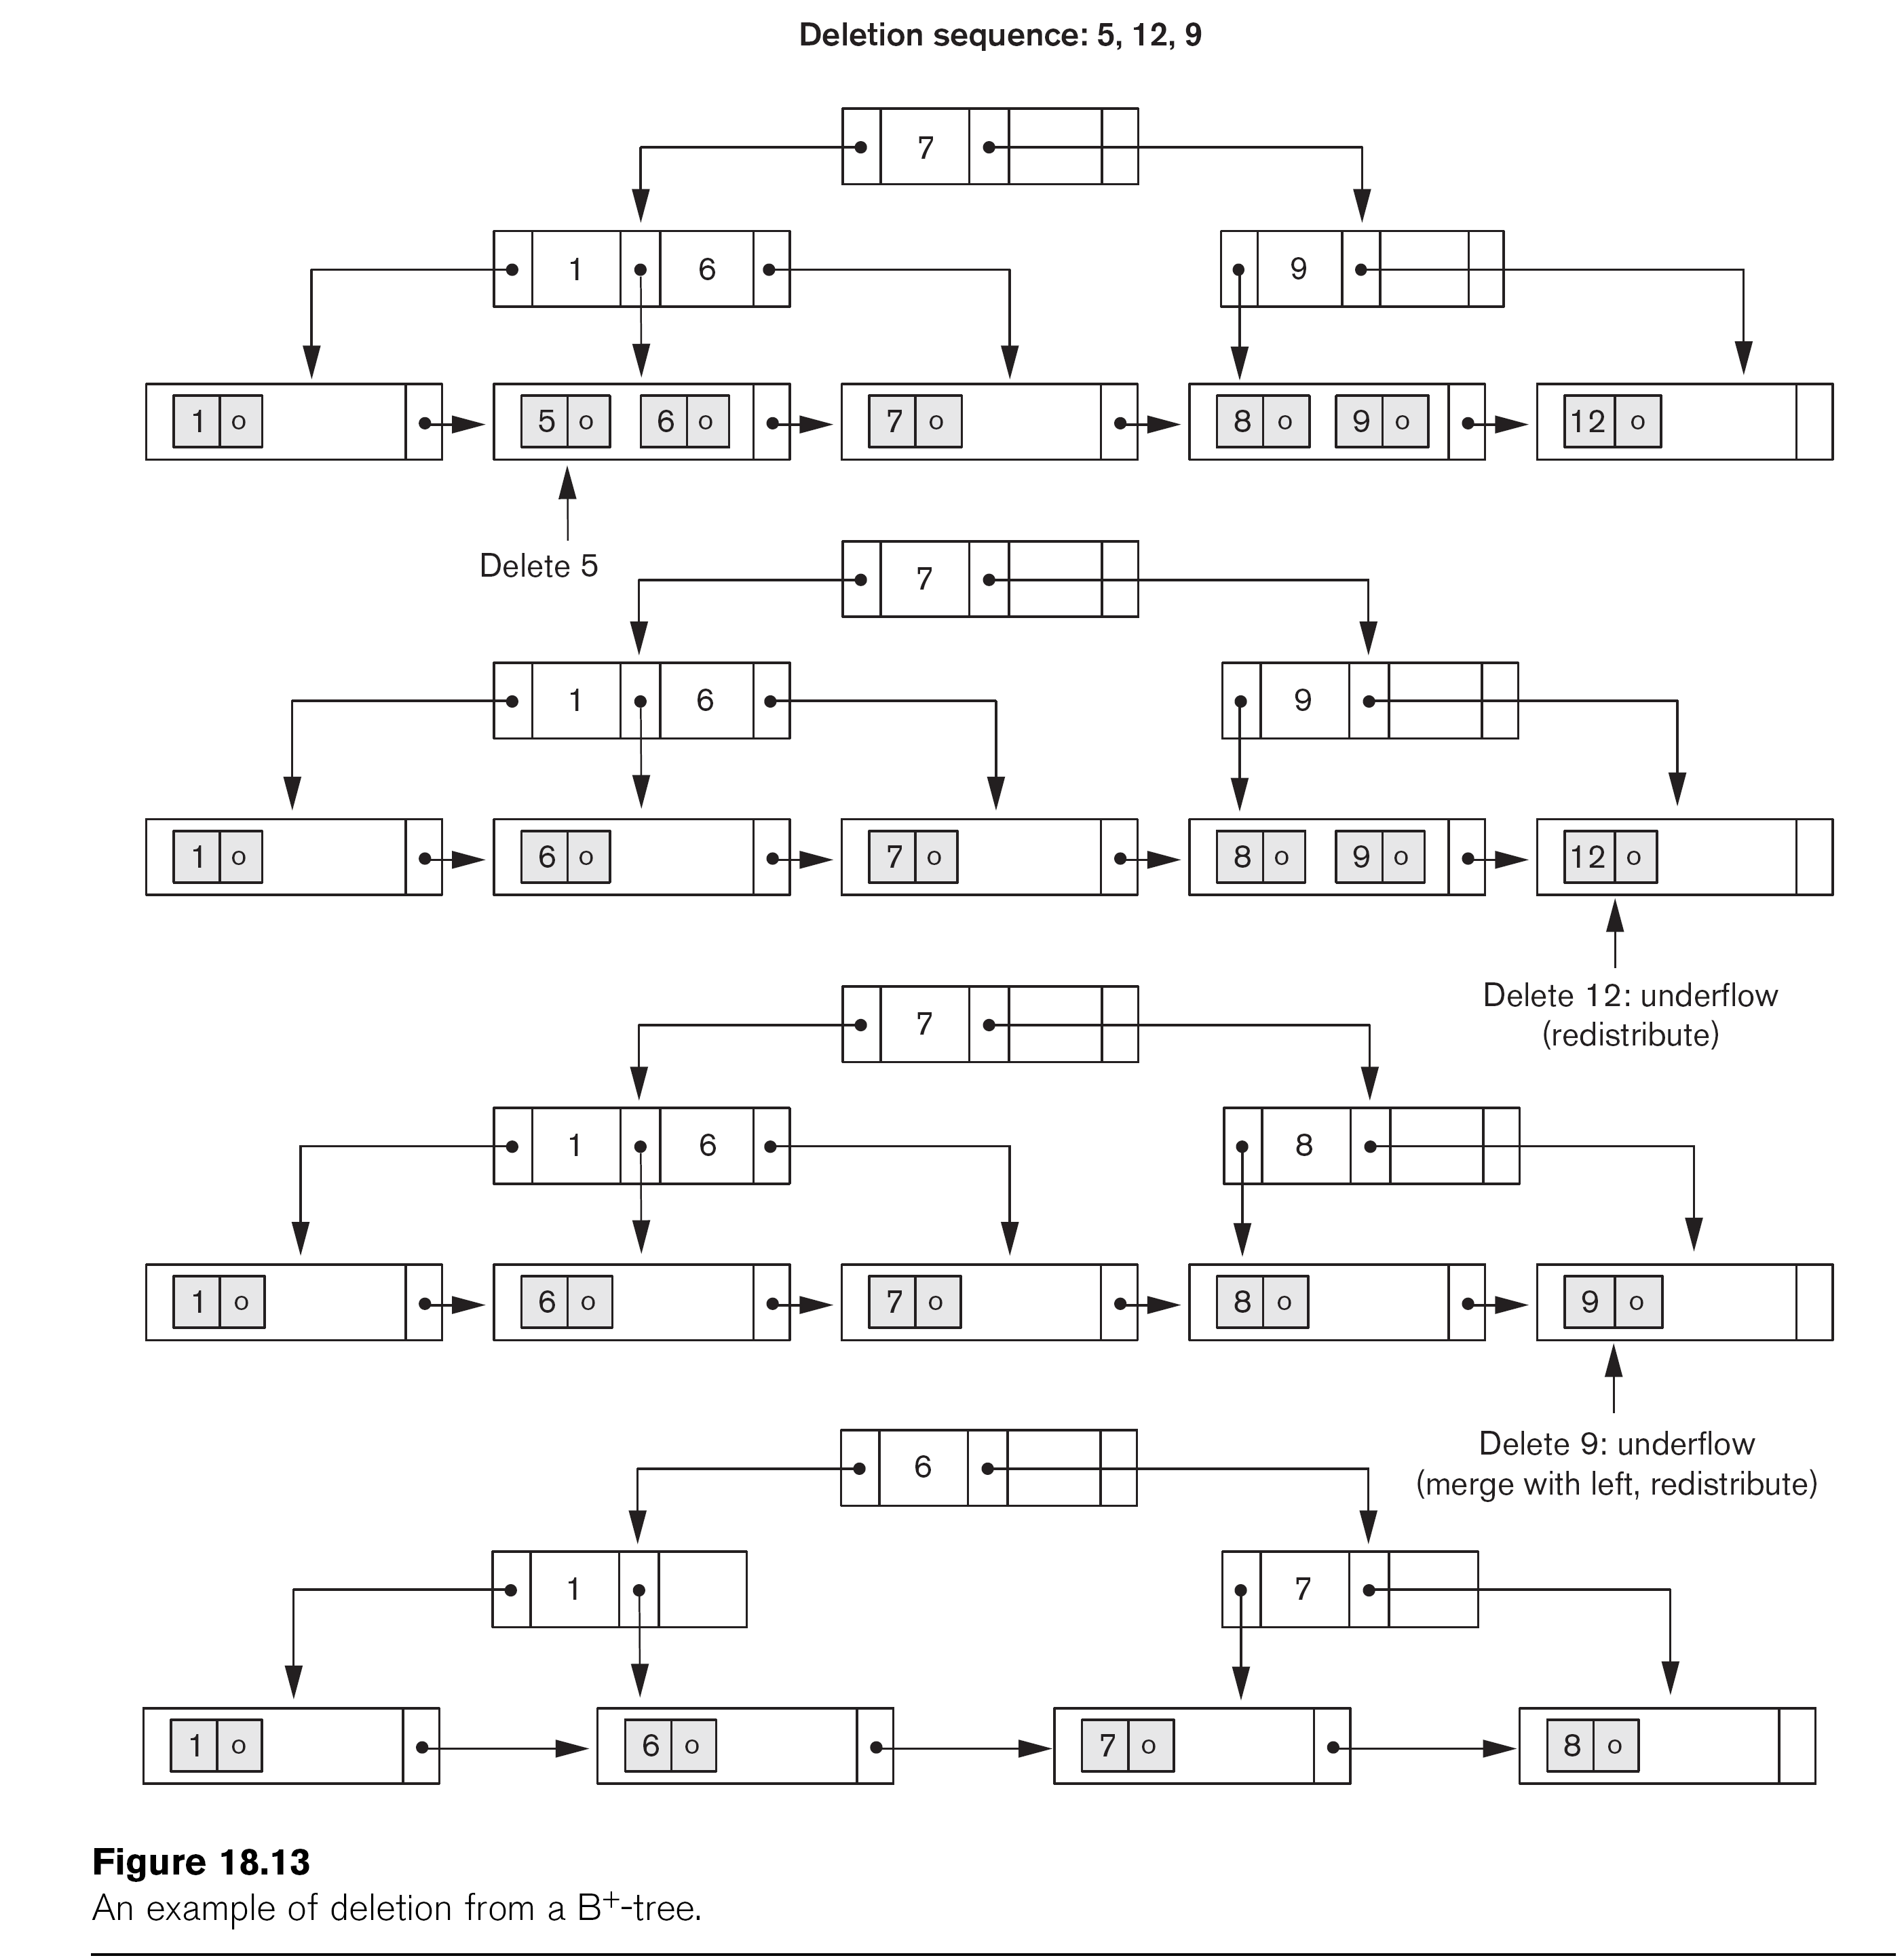 Deletion sequence: 5, 12, 9
7
1 6 9
1 o 5 o 6 o 7 o 8 o 9 o 12 o
Delete 5
7
1 6 9
1 o 6 o 7 o 8 o 9 o 12 o
Delete 12: underflow
(redistribute)
7
1 6 8
1 o 6 o 7 o 8 o 9 o
Delete 9: underflow
(merge with left, redistribute)
6
1 7
1 o 6 o 7 o 8 o
Figure 18.13
An example of deletion from a B+-tree.